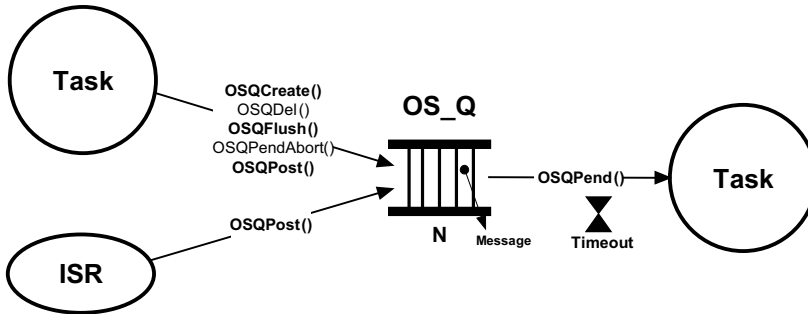 Task
OSQCreate()
OSQDel()
OSQFlush()
OSQPendAbort()
OSQPost()
OS_Q
OSQPend()
Task
Timeout
OSQPost()
N
Message
ISR